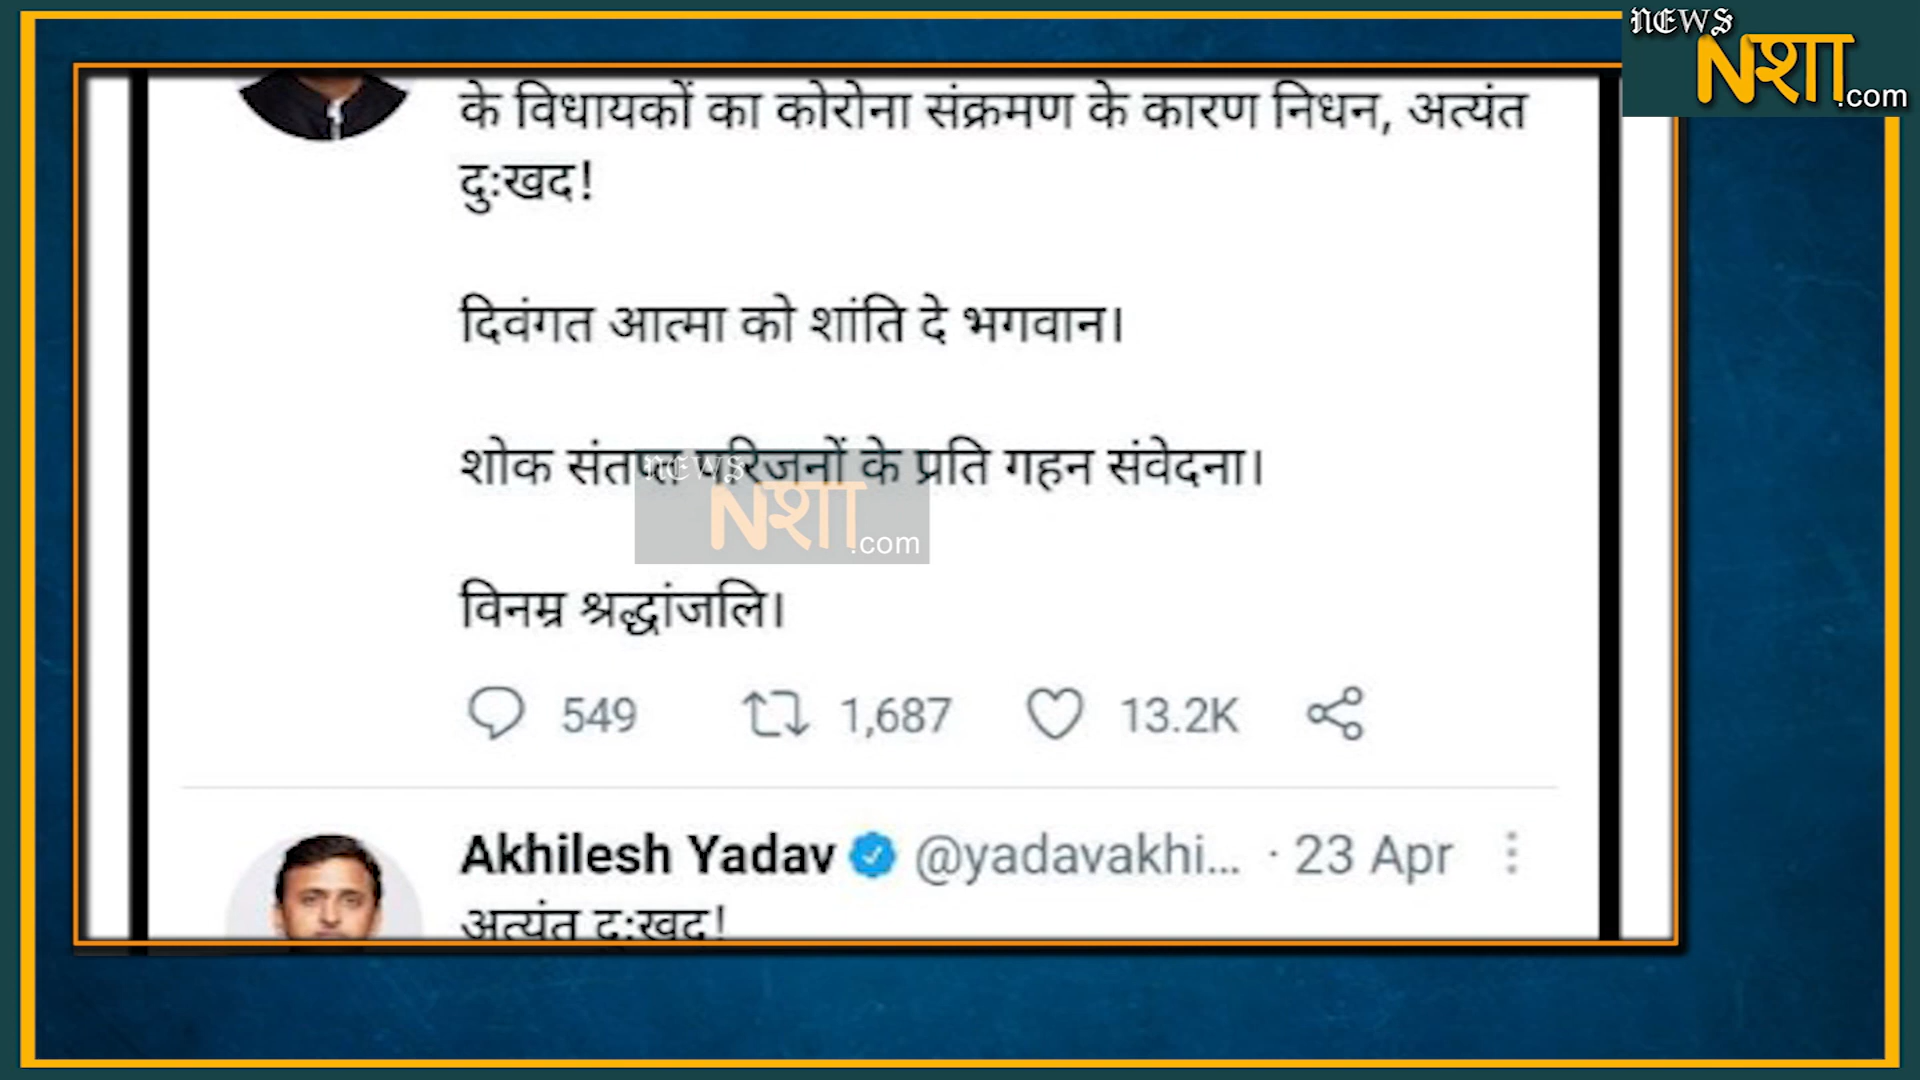 NEWS
Nशा.com
के विधायकों का कोरोना संक्रमण के कारण निधन, अत्यंत
दुःखद!
दिवंगत आत्मा को शांति दे भगवान।
शोक संतप्त परिजनों के प्रति गहन संवेदना।
NEWS
Nशा.com
विनम्र श्रद्धांजलि।
549 1,687 13.2K
Akhilesh Yadav @yadavakhi... · 23 Apr
अत्यंत दुःखद!